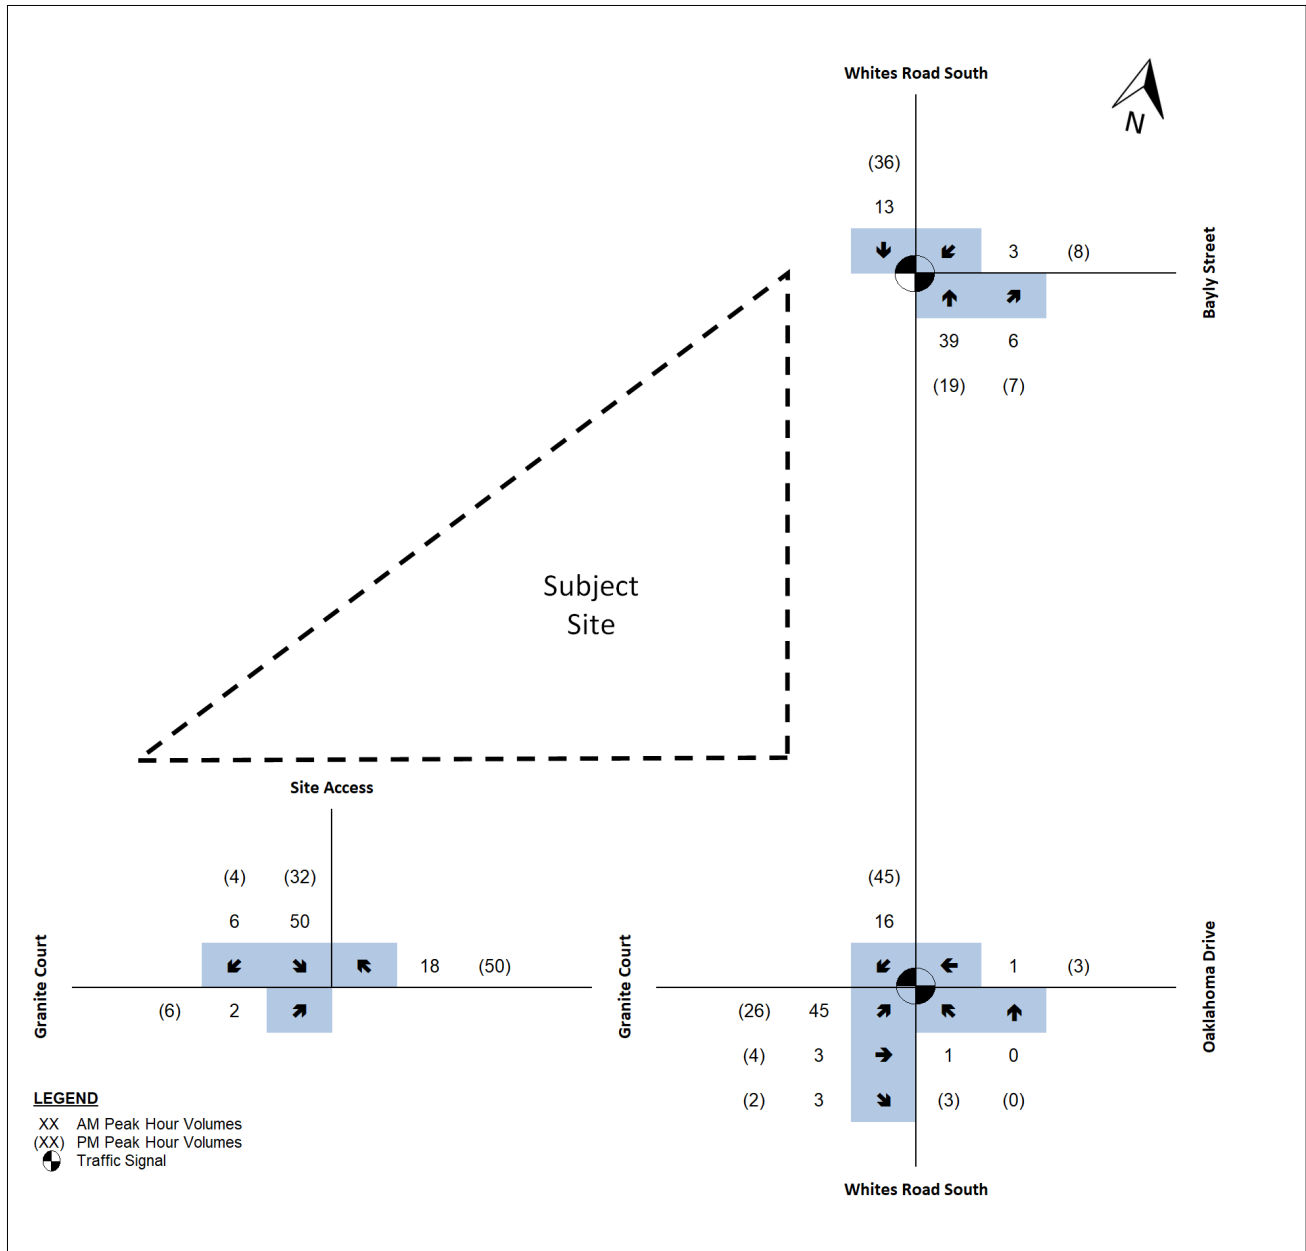 Whites Road South
N
(36)
13
3 (8)
Bayly Street
39 6
(19) (7)
Subject
Site
Site Access
(4) (32)
6 50
18 (50)
Granite Court
(6) 2
(45)
16
1 (3)
Granite Court
Oaklahoma Drive
(26) 45
(4) 3 1 0
(2) 3 (3) (0)
Whites Road South
LEGEND
XX AM Peak Hour Volumes
(XX) PM Peak Hour Volumes
Traffic Signal